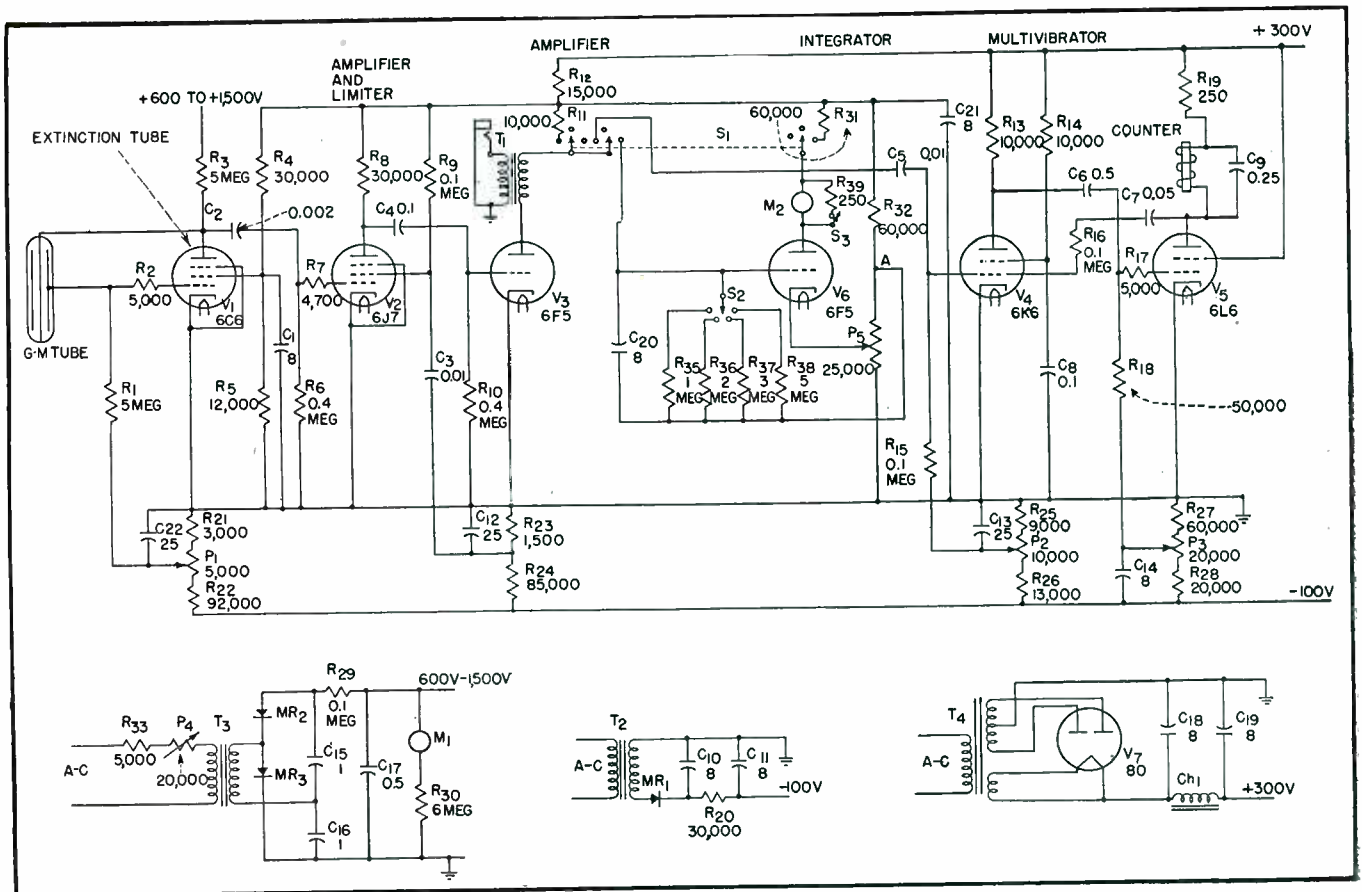 AMPLIFIER
INTEGRATOR
MULTIVIBRATOR
+ 300V
AMPLIFIER
AND
LIMITER
+600 TO +1,500V
EXTINCTION TUBE
R12
15,000
R11
10,000
S1
60,000
R31
C21
8
R13
10,000
R14
10,000
R19
250
COUNTER
C9
0.25
R3
5 MEG
R4
30,000
R8
30,000
R9
0.1
MEG
T1
C5 0.01
C6 0.5
C7 0.05
C2
0.002
C4 0.1
M2
R39
250
S3
R32
60,000
R16
0.1
MEG
R2
5,000
V1
6C6
R7
4,700
V2
6J7
V3
6F5
S2
V6
6F5
A
V4
6K6
R17
5,000
V5
6L6
G-M TUBE
C1
8
R1
5 MEG
R5
12,000
R6
0.4
MEG
C3
0.01
R10
0.4
MEG
C20
8
R35
1
MEG
R36
2
MEG
R37
3
MEG
R38
5
MEG
P5
25,000
C8
0.1
R18
50,000
R15
0.1
MEG
C22
25
R21
3,000
P1
5,000
R22
92,000
C12
25
R23
1,500
R24
85,000
C13
25
R25
9,000
P2
10,000
R26
13,000
C14
8
R27
60,000
P3
20,000
R28
20,000
-100V
R29
0.1
MEG
600V-1,500V
R33
5,000
P4
20,000
T3
MR2
MR3
A-C
C15
1
C16
1
C17
0.5
M1
R30
6 MEG
T2
A-C
MR1
C10
8
C11
8
R20
30,000
-100V
T4
A-C
V7
80
C18
8
C19
8
Ch1
+300V